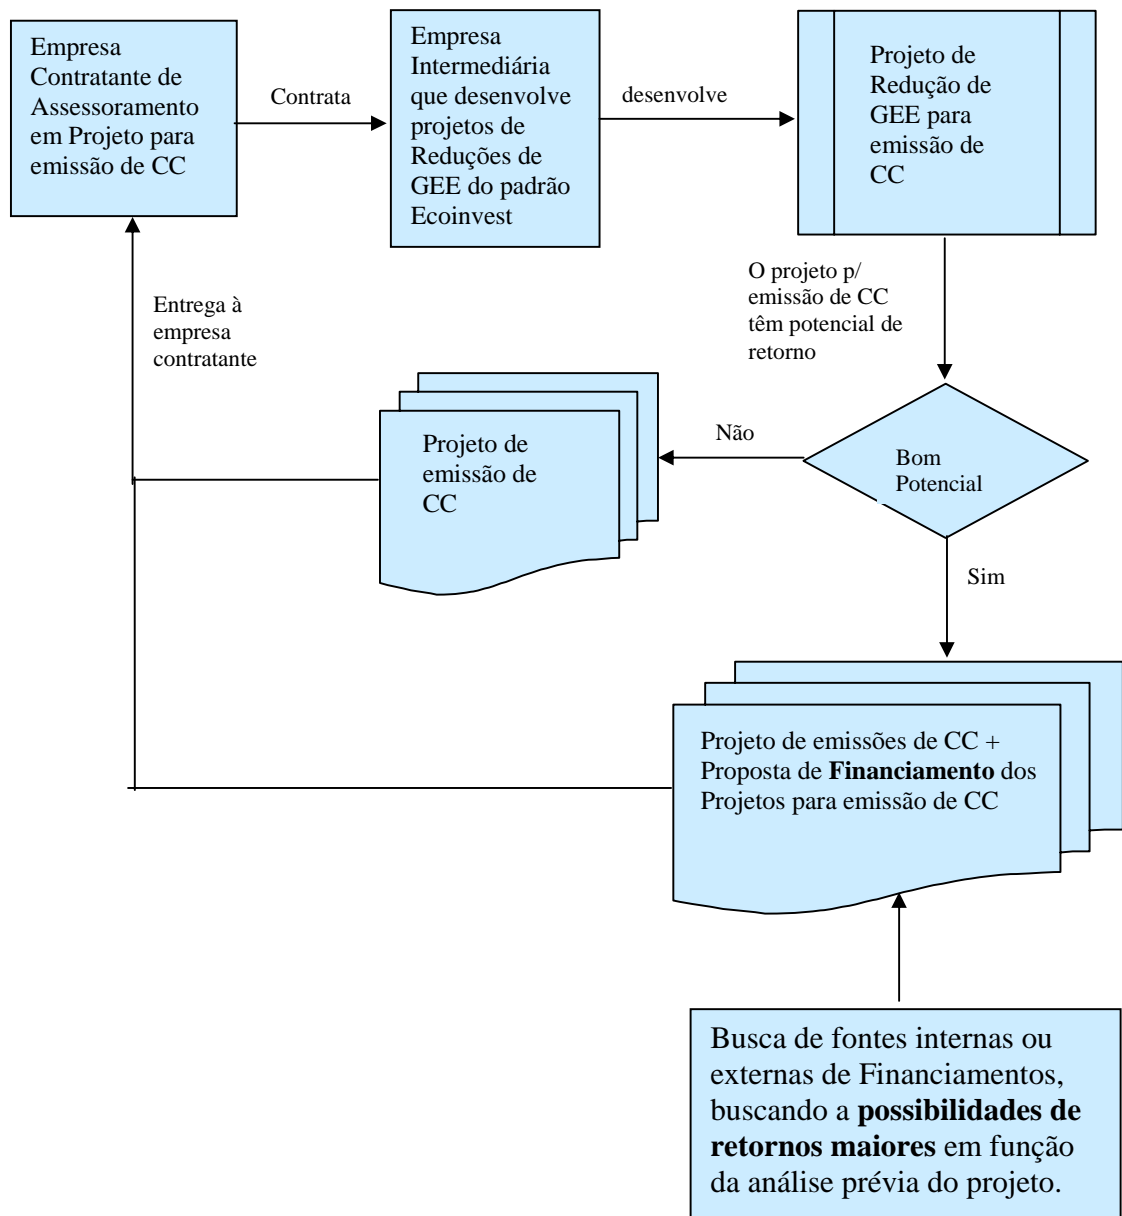 Empresa
Contratante de
Assessoramento
em Projeto para
emissão de CC
Contrata
Empresa
Intermediária
que desenvolve
projetos de
Reduções de
GEE do padrão
Ecoinvest
desenvolve
Projeto de
Redução de
GEE para
emissão de
CC
O projeto p/
emissão de CC
têm potencial de
retorno
Entrega à
empresa
contratante
Projeto de
emissão de
CC
Não
Bom
Potencial
Sim
Projeto de emissões de CC +
Proposta de Financiamento dos
Projetos para emissão de CC
Busca de fontes internas ou
externas de Financiamentos,
buscando a possibilidades de
retornos maiores em função
da análise prévia do projeto.